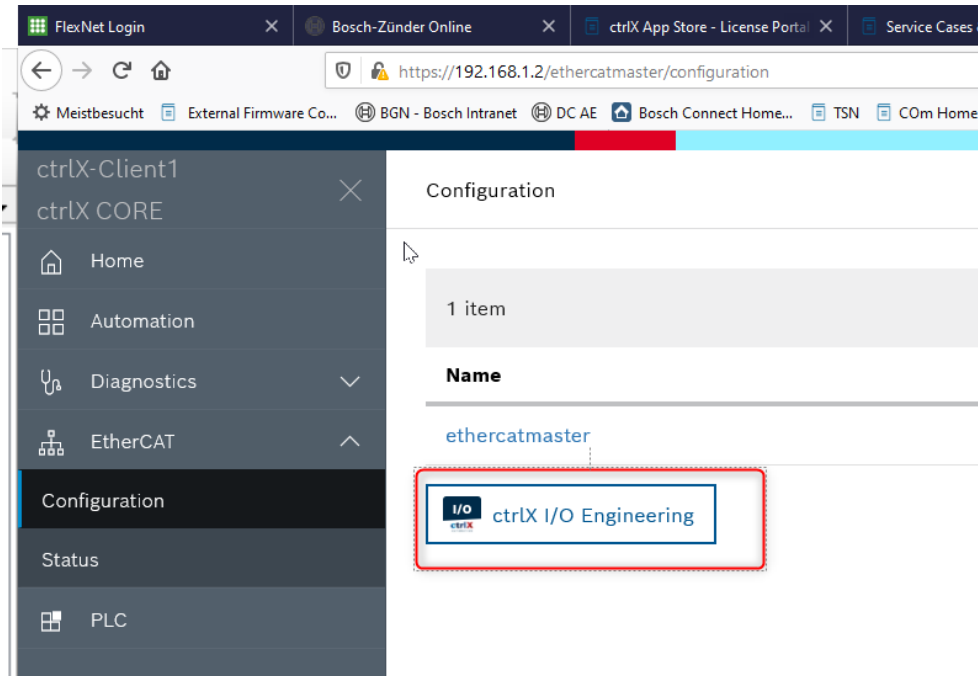 FlexNet Login
Bosch-Zünder Online
ctrlX App Store - License Portal
Service Cases
https://192.168.1.2/ethercatmaster/configuration
Meistbesucht External Firmware Co... BGN - Bosch Intranet DC AE Bosch Connect Home... TSN COm Home
ctrlX-Client1
ctrlX CORE
Home
Automation
Diagnostics
EtherCAT
Configuration
Status
PLC
Configuration
1 item
Name
ethercatmaster
I/O
ctrlX
ctrlX I/O Engineering